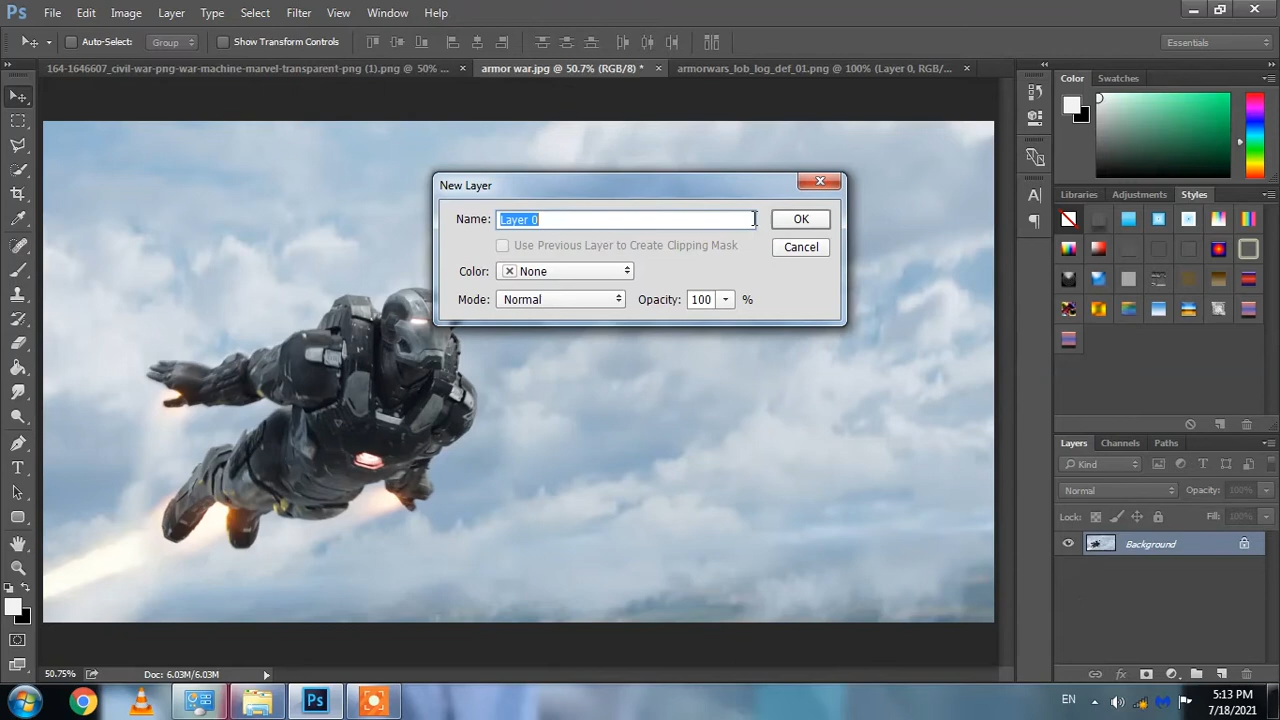 Ps File Edit Image Layer Type Select Filter View Window Help
Auto-Select: Group Show Transform Controls Essentials
164-1646607_civil-war-png-war-machine-marvel-transparent-png (1).png @ 50% ... armor war.jpg @ 50.7% (RGB/8) * armorwars_lob_log_def_01.png @ 100% (Layer 0, RGB/...
Color Swatches
New Layer
Name: Layer 0 OK
Use Previous Layer to Create Clipping Mask Cancel
Color: None
Mode: Normal Opacity: 100 %
Libraries Adjustments Styles
Layers Channels Paths
Kind
Normal Opacity: 100%
Lock: Fill: 100%
Background
50.75% Doc: 6.03M/6.03M
Ps EN 5:13 PM
7/18/2021